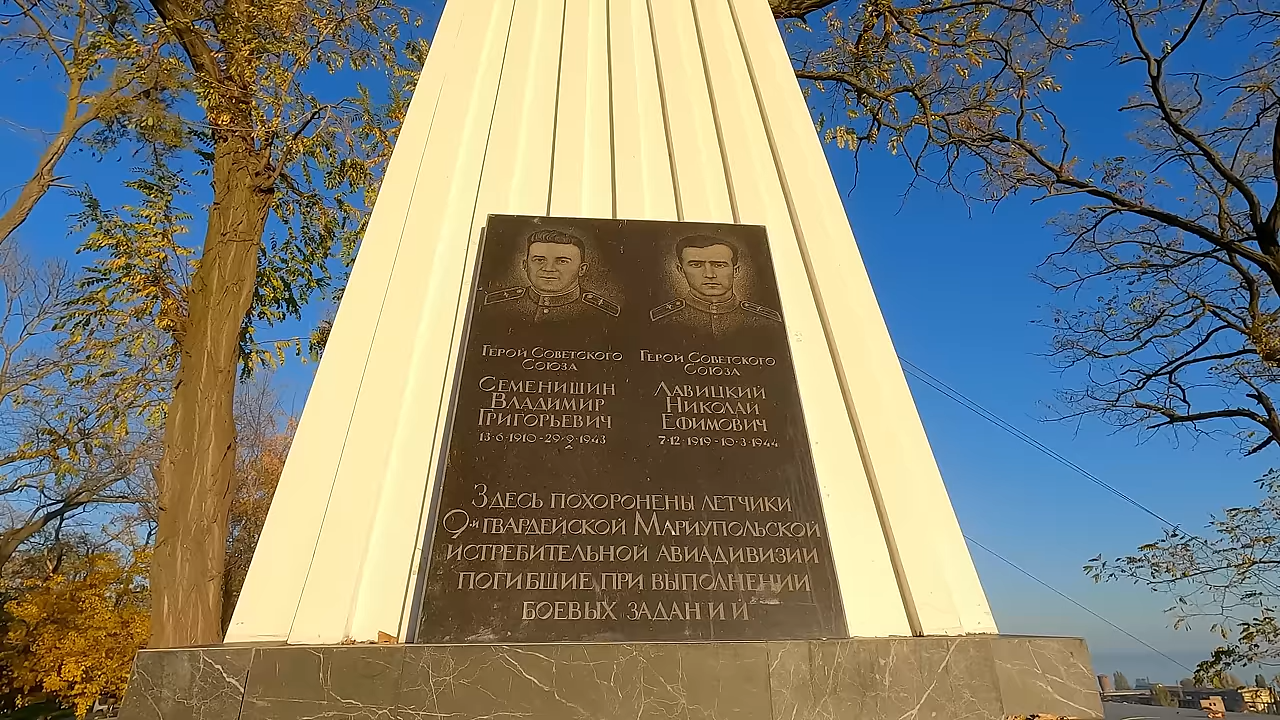 Герой Советского
Союза
Семенишин
Владимир
Григорьевич
13·6·1910-29·9·1943
Герой Советского
Союза
Лавицкий
Николай
Ефимович
7·12·1919-10·3·1944
Здесь похоронены летчики
9-й гвардейской Мариупольской
истребительной авиадивизии
погибшие при выполнении
боевых заданий